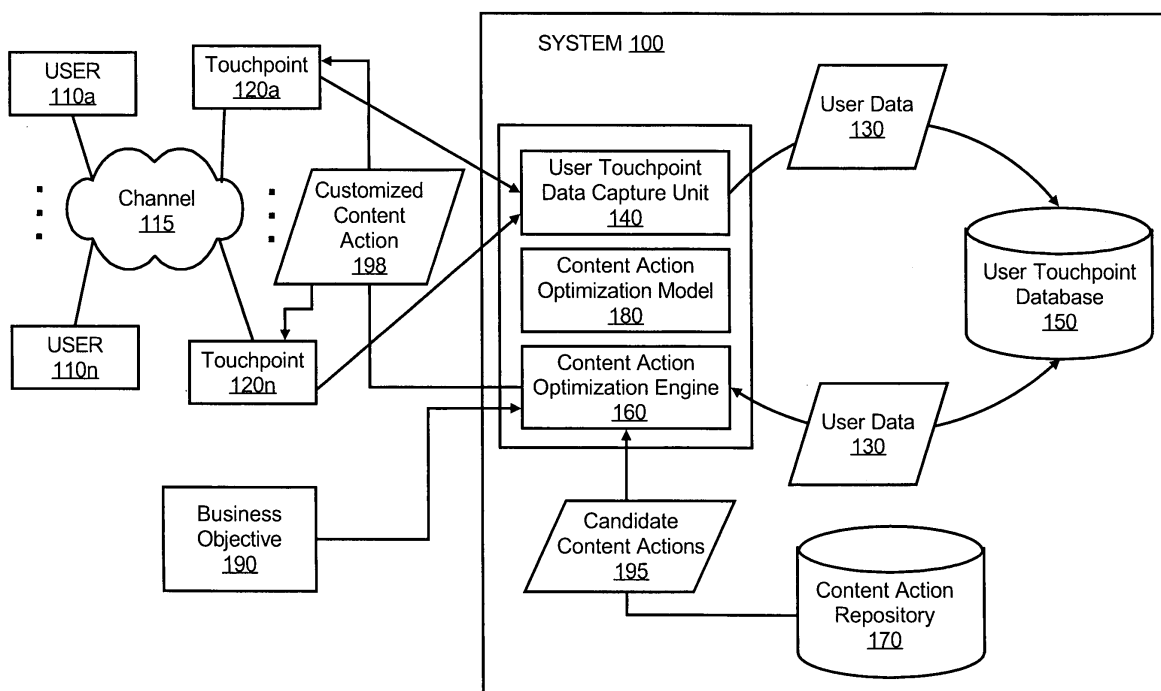 SYSTEM 100
USER
110a
Touchpoint
120a
User Data
130
Channel
115
Customized
Content
Action
198
User Touchpoint
Data Capture Unit
140
Content Action
Optimization Model
180
User Touchpoint
Database
150
USER
110n
Touchpoint
120n
Content Action
Optimization Engine
160
User Data
130
Business
Objective
190
Candidate
Content Actions
195
Content Action
Repository
170